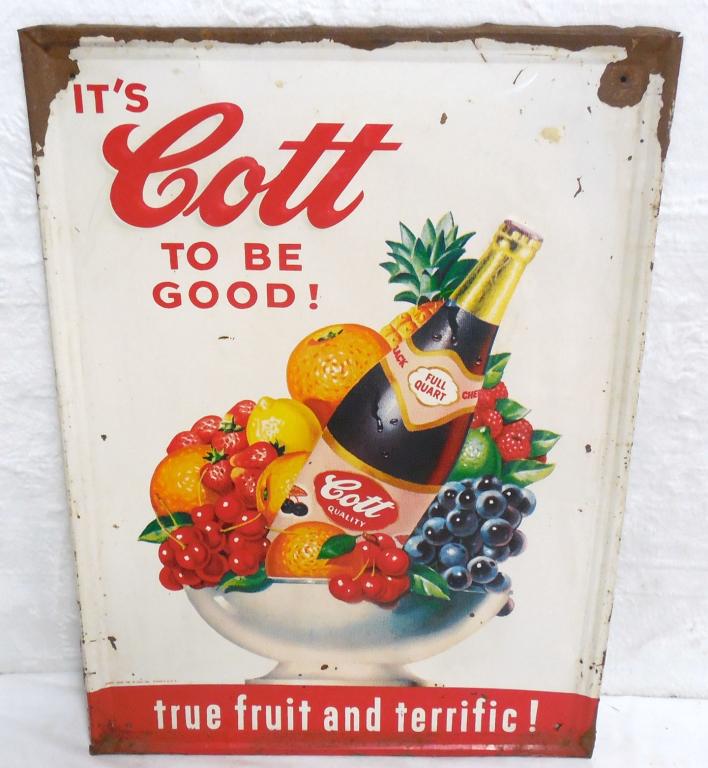 IT'S
Cott
TO BE
GOOD!
FULL
QUART
Cott
QUALITY
true fruit and terrific!